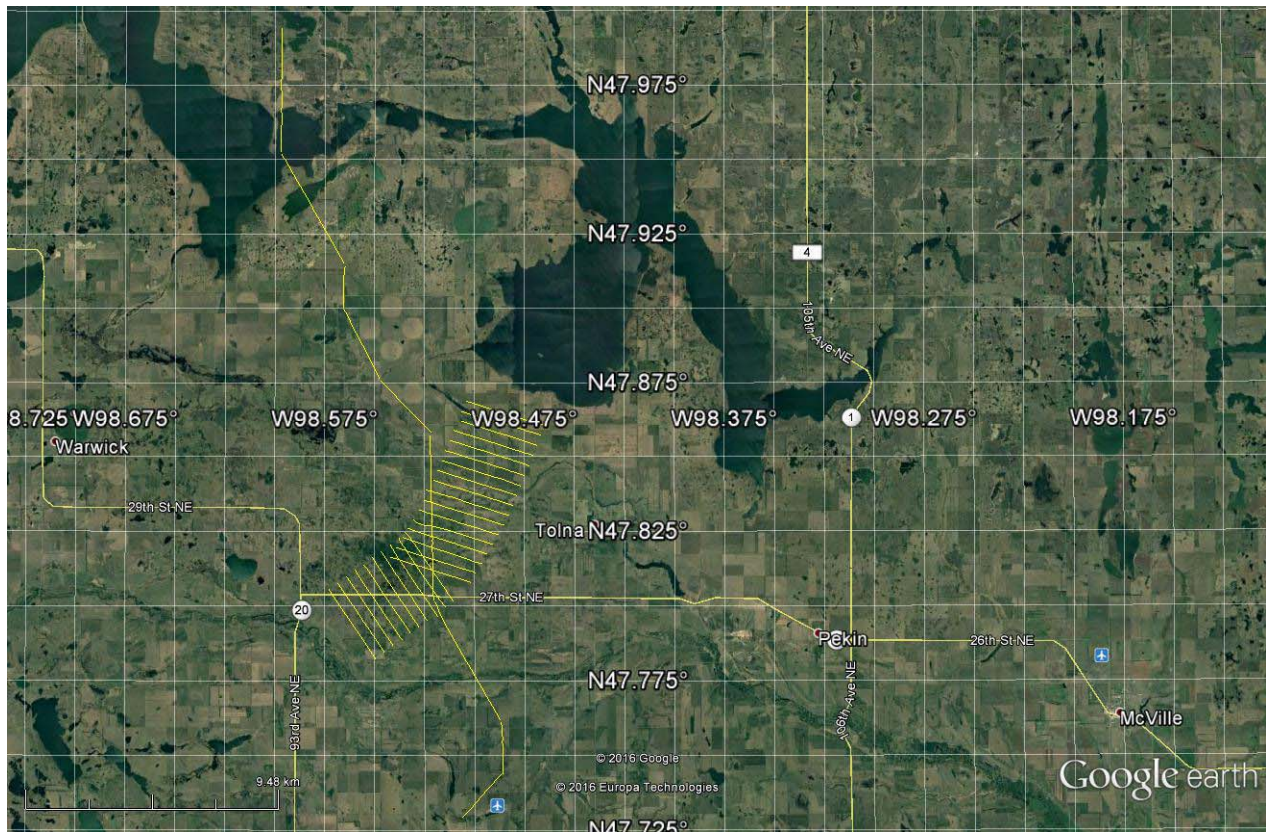 N47.975°
N47.925°
4
105th Ave NE
N47.875°
8.725 W98.675° W98.575° W98.475° W98.375° W98.275° W98.175°
1
Warwick
29th St NE
Tolna N47.825°
20
27th St NE
Pekin
26th St NE
N47.775°
93rd Ave NE
106th Ave NE
McVille
© 2016 Google
9.48 km
© 2016 Europa Technologies
Google earth
N47.725°